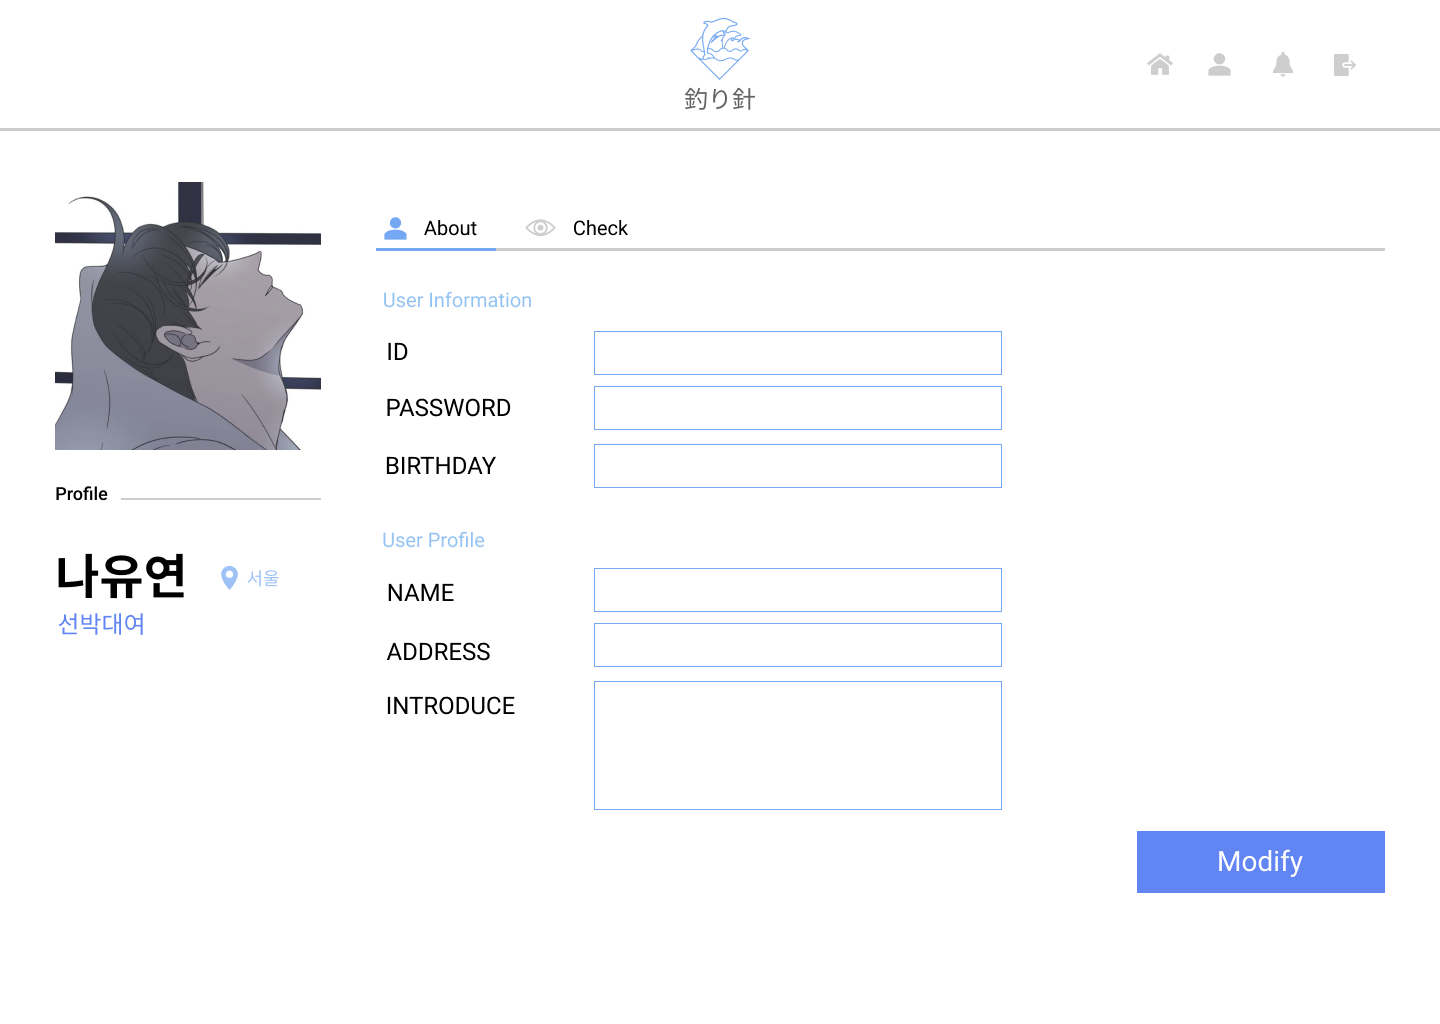 釣り針
About
Check
User Information
ID
PASSWORD
BIRTHDAY
Profile
User Profile
나유연
서울
선박대여
NAME
ADDRESS
INTRODUCE
Modify